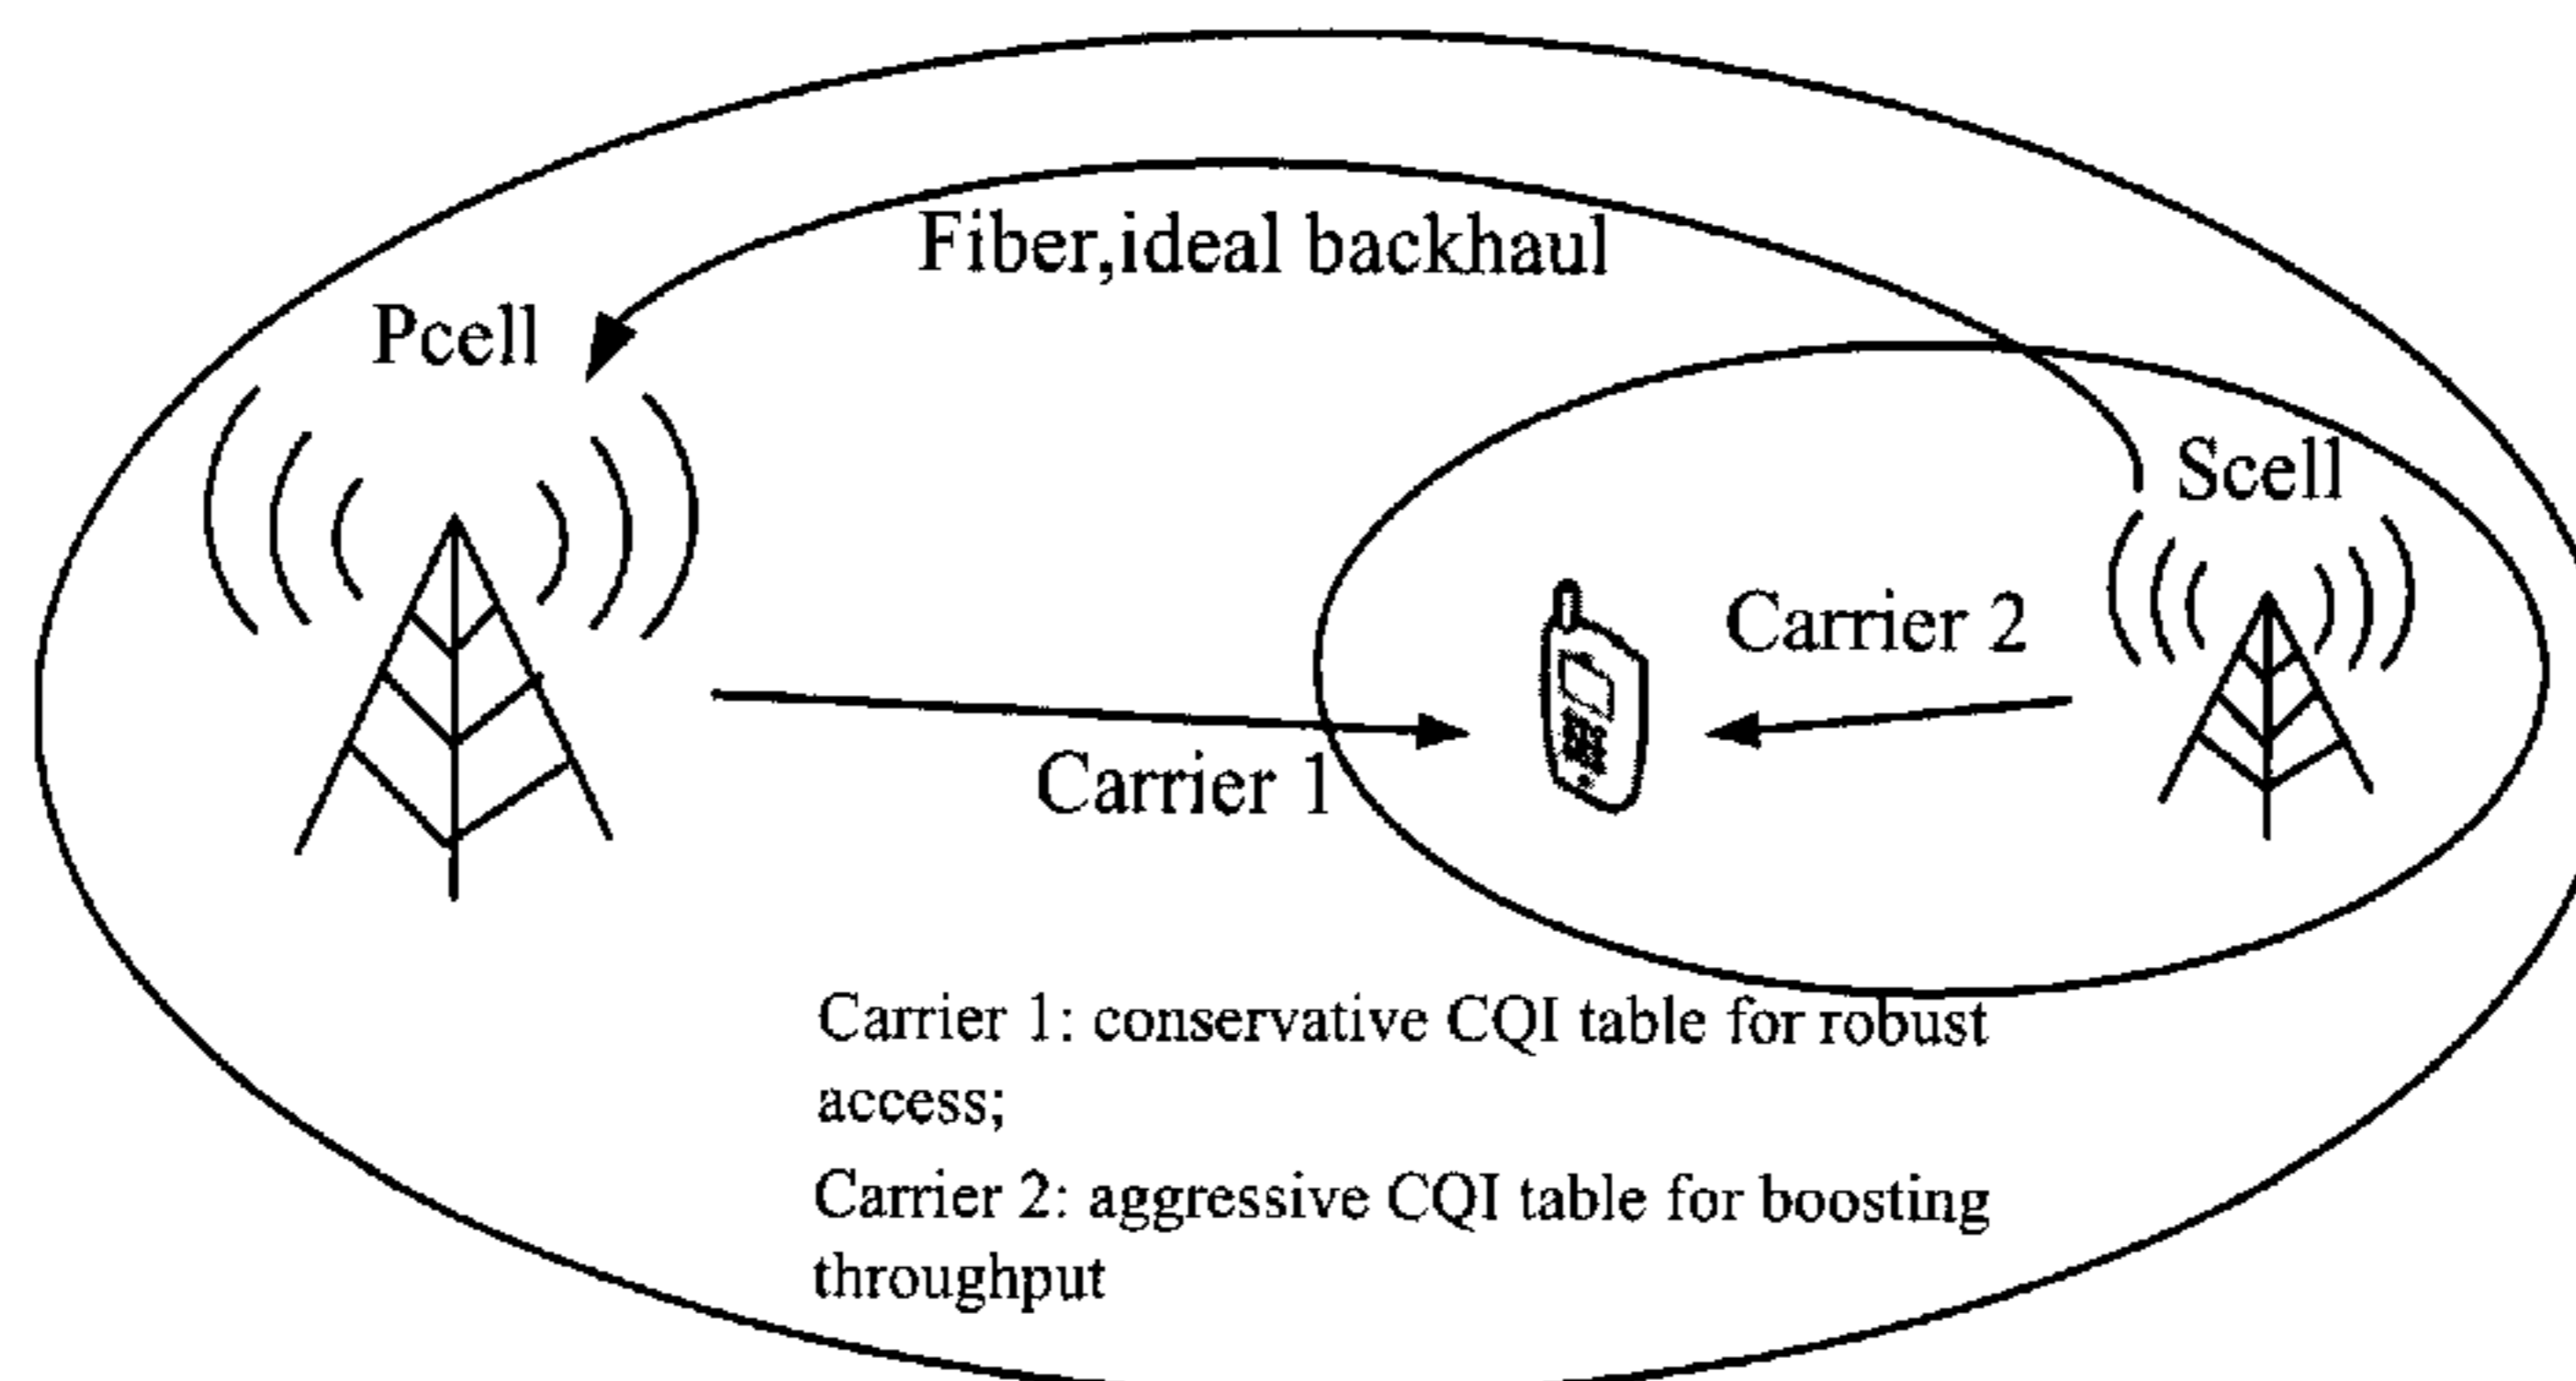 Fiber,ideal backhaul
Pcell
Scell
Carrier 2
Carrier 1
Carrier 1: conservative CQI table for robust
access;
Carrier 2: aggressive CQI table for boosting
throughput